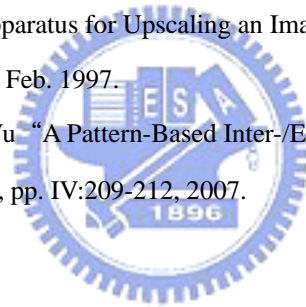 pparatus for Upscaling an Ima
Feb. 1997.
u “A Pattern-Based Inter-/E
, pp. IV:209-212, 2007.
E S A
1896